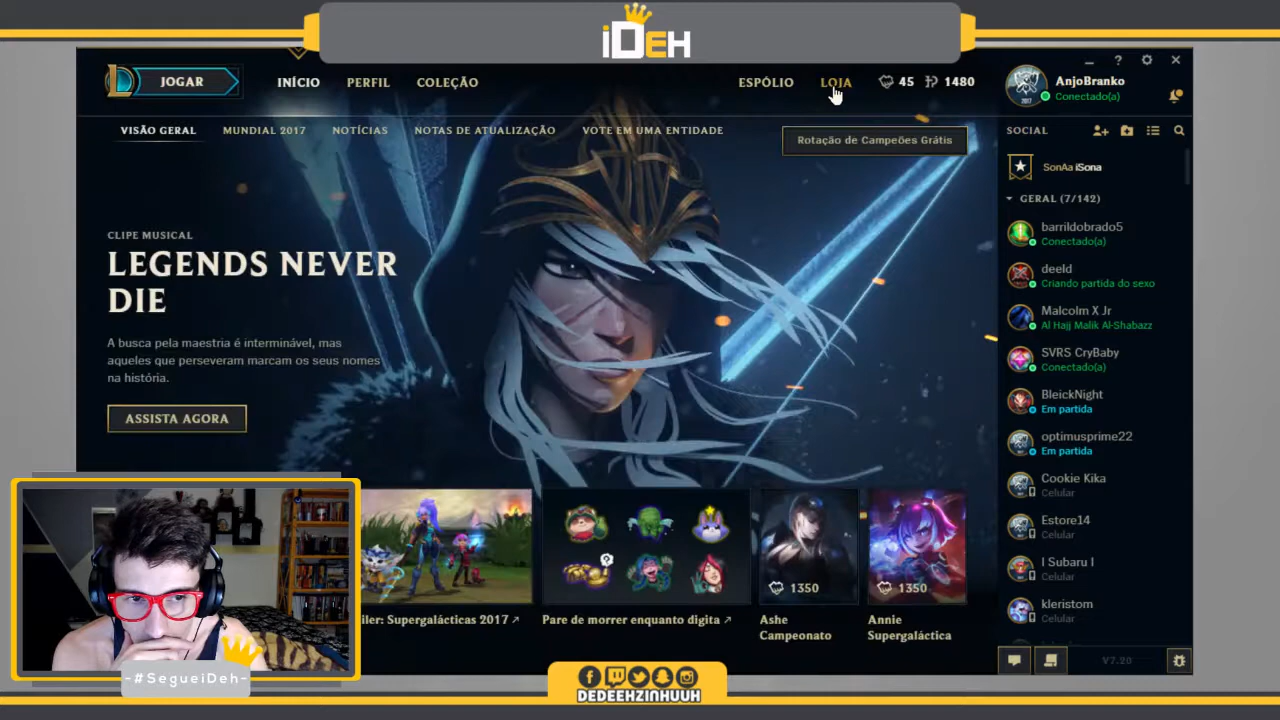 iDEH
JOGAR
INÍCIO
PERFIL
COLEÇÃO
ESPÓLIO
LOJA
45
1480
AnjoBranko
Conectado(a)
2017
VISÃO GERAL
MUNDIAL 2017
NOTÍCIAS
NOTAS DE ATUALIZAÇÃO
VOTE EM UMA ENTIDADE
Rotação de Campeões Grátis
SOCIAL
SonAa iSona
GERAL (7/142)
barrildobrado5
Conectado(a)
deeld
Criando partida do sexo
Malcolm X Jr
Al Hajj Malik Al-Shabazz
SVRS CryBaby
Conectado(a)
BleickNight
Em partida
optimusprime22
Em partida
Cookie Kika
Celular
Estore14
Celular
I Subaru I
Celular
kleristom
Celular
V7.20
CLIPE MUSICAL
LEGENDS NEVER
DIE
A busca pela maestria é interminável, mas
aqueles que perseveram marcam os seus nomes
na história.
ASSISTA AGORA
1350
1350
iler: Supergalácticas 2017
Pare de morrer enquanto digita
Ashe
Campeonato
Annie
Supergaláctica
-#SegueiDeh-
DEDEEHZINHUUH